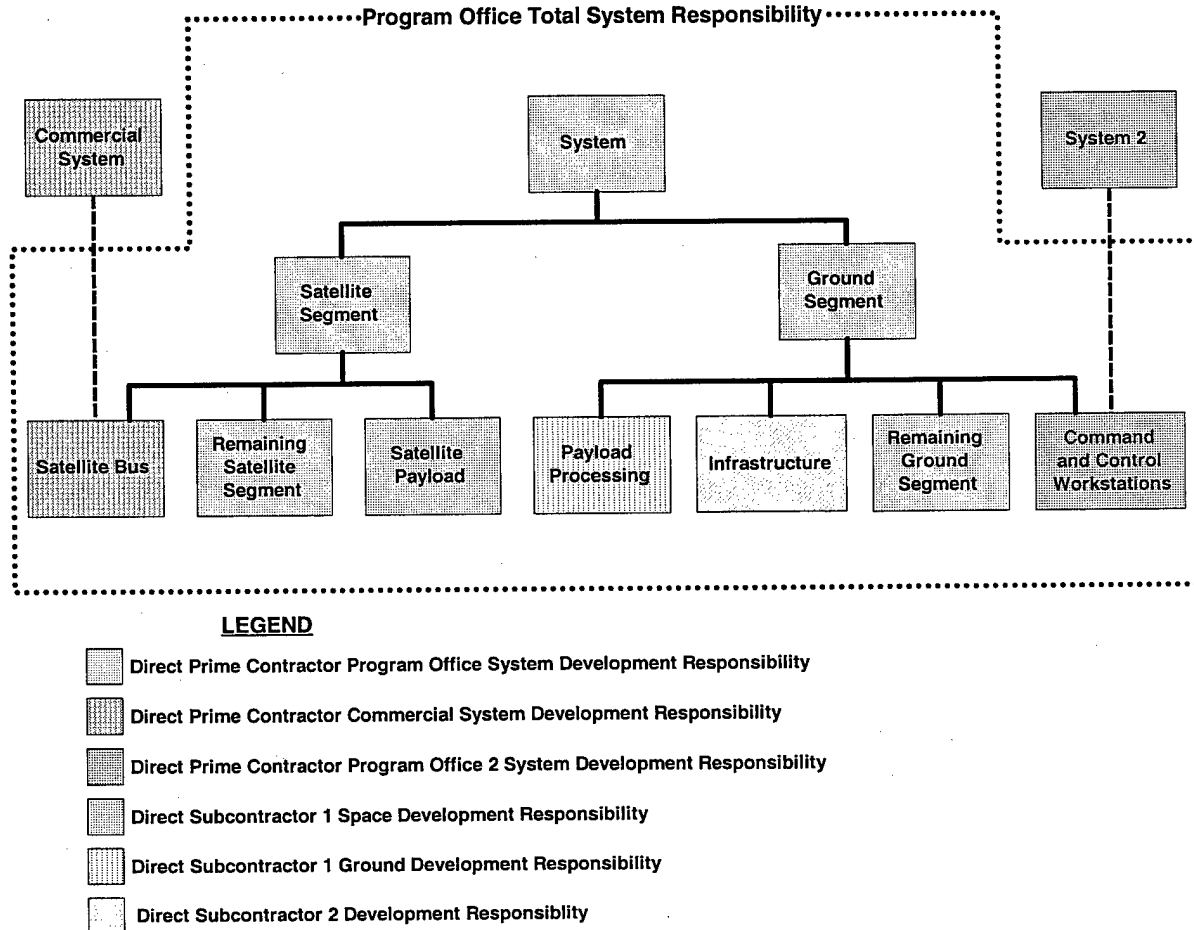 Program Office Total System Responsibility
Commercial
System
System
System 2
Satellite
Segment
Ground
Segment
Satellite Bus
Remaining
Satellite
Segment
Satellite
Payload
Payload
Processing
Infrastructure
Remaining
Ground
Segment
Command
and Control
Workstations
LEGEND
Direct Prime Contractor Program Office System Development Responsibility
Direct Prime Contractor Commercial System Development Responsibility
Direct Prime Contractor Program Office 2 System Development Responsibility
Direct Subcontractor 1 Space Development Responsibility
Direct Subcontractor 1 Ground Development Responsibility
Direct Subcontractor 2 Development Responsiblity